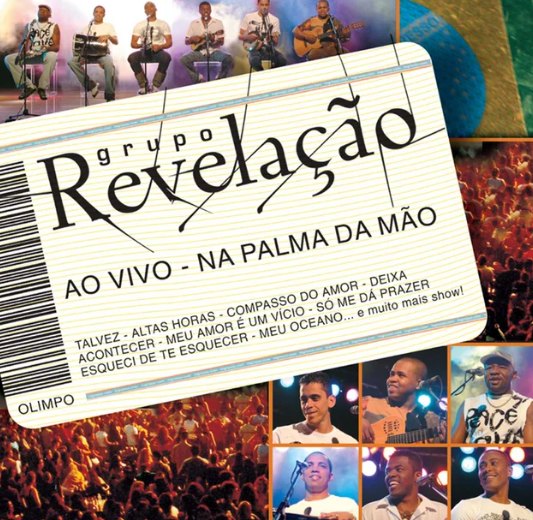 grupo
Revelação
AO VIVO - NA PALMA DA MÃO
TALVEZ - ALTAS HORAS - COMPASSO DO AMOR - DEIXA
ACONTECER - MEU AMOR É UM VÍCIO - SÓ ME DÁ PRAZER
ESQUECI DE TE ESQUECER - MEU OCEANO... e muito mais show!
OLIMPO